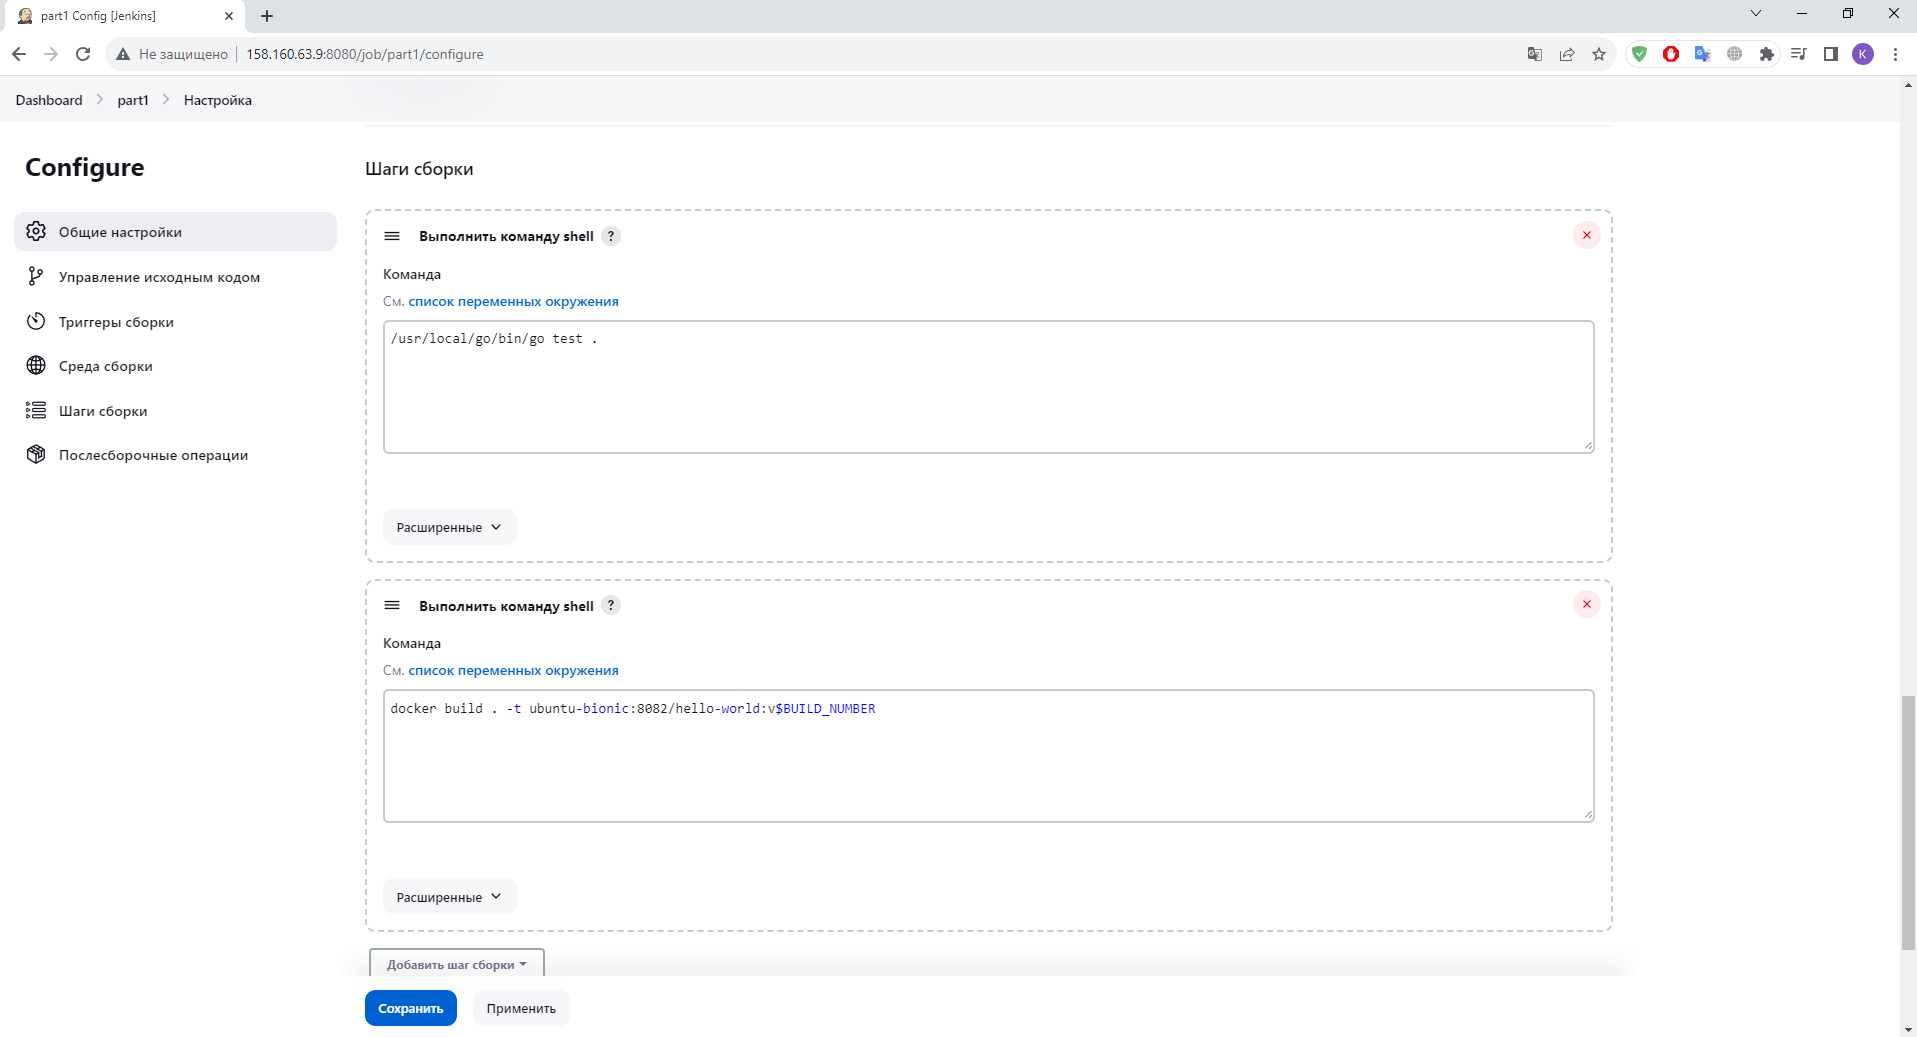 part1 Config [Jenkins]
Не защищено
158.160.63.9:8080/job/part1/configure
K
Dashboard
part1
Настройка
Configure
Общие настройки
Управление исходным кодом
Триггеры сборки
Среда сборки
Шаги сборки
Послесборочные операции
Шаги сборки
Выполнить команду shell ?
Команда
См. список переменных окружения
/usr/local/go/bin/go test .
Расширенные
Выполнить команду shell ?
Команда
См. список переменных окружения
docker build . -t ubuntu-bionic:8082/hello-world:v$BUILD_NUMBER
Расширенные
Добавить шаг сборки
Сохранить
Применить